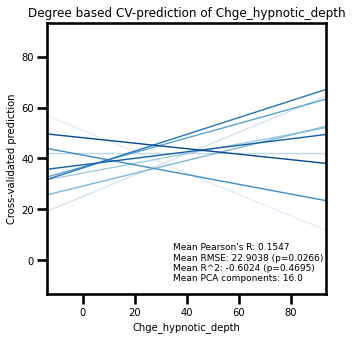 Degree based CV-prediction of Chge_hypnotic_depth
Cross-validated prediction
80
60
40
20
0
Mean Pearson's R: 0.1547
Mean RMSE: 22.9038 (p=0.0266)
Mean R^2: -0.6024 (p=0.4695)
Mean PCA components: 16.0
0 20 40 60 80
Chge_hypnotic_depth